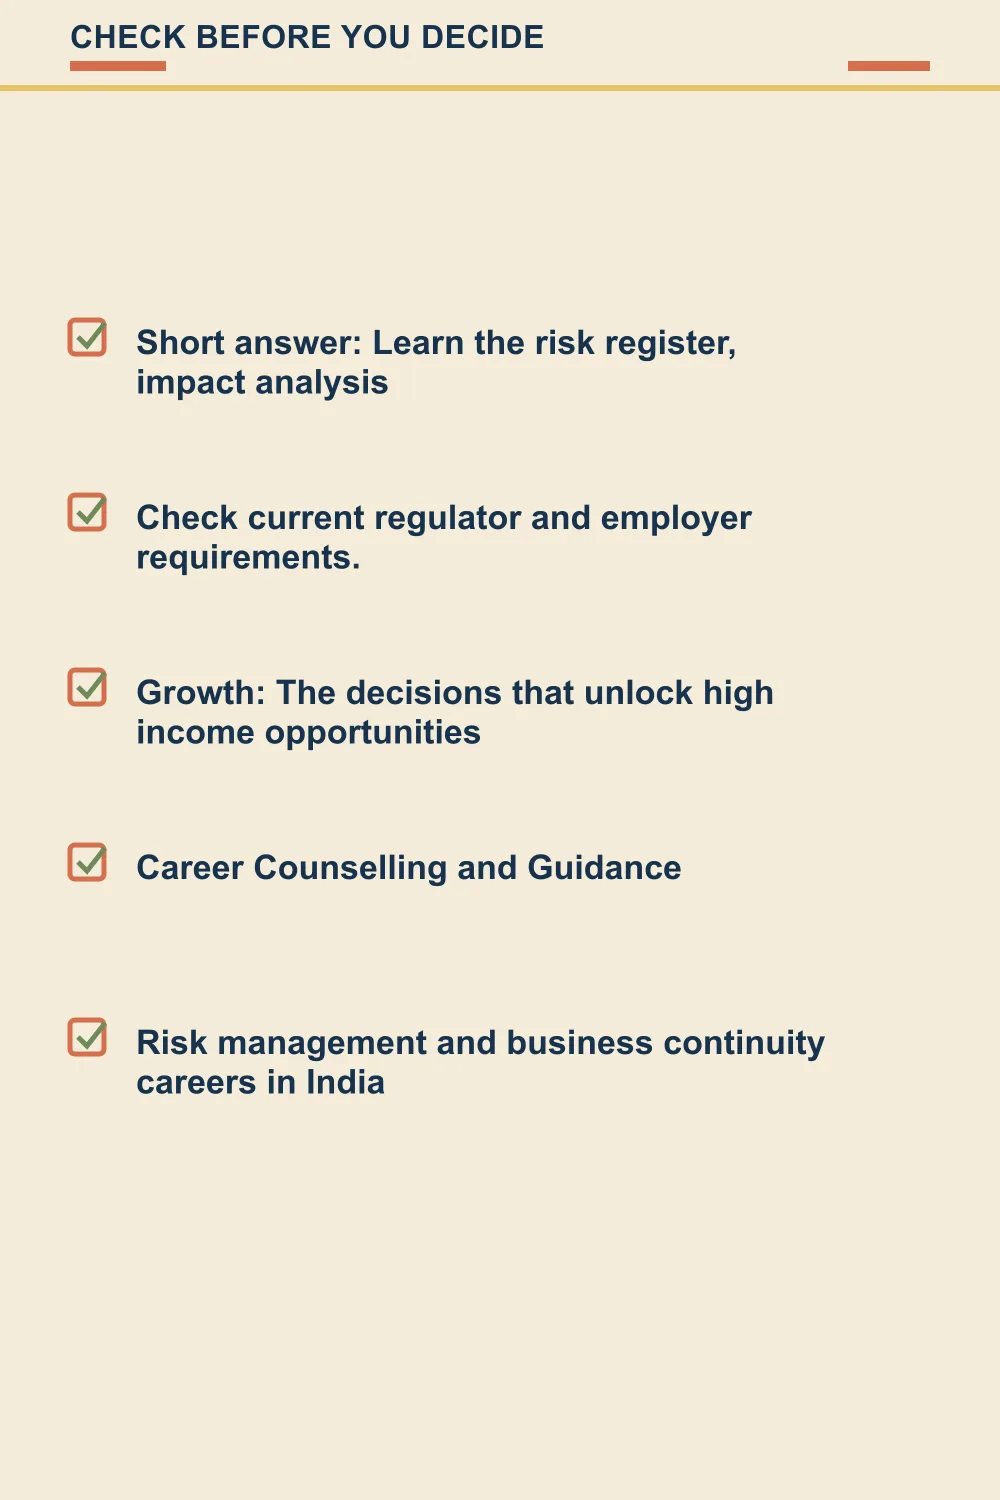 CHECK BEFORE YOU DECIDE
Short answer: Learn the risk register,
impact analysis
Check current regulator and employer
requirements.
Growth: The decisions that unlock high
income opportunities
Career Counselling and Guidance
Risk management and business continuity
careers in India